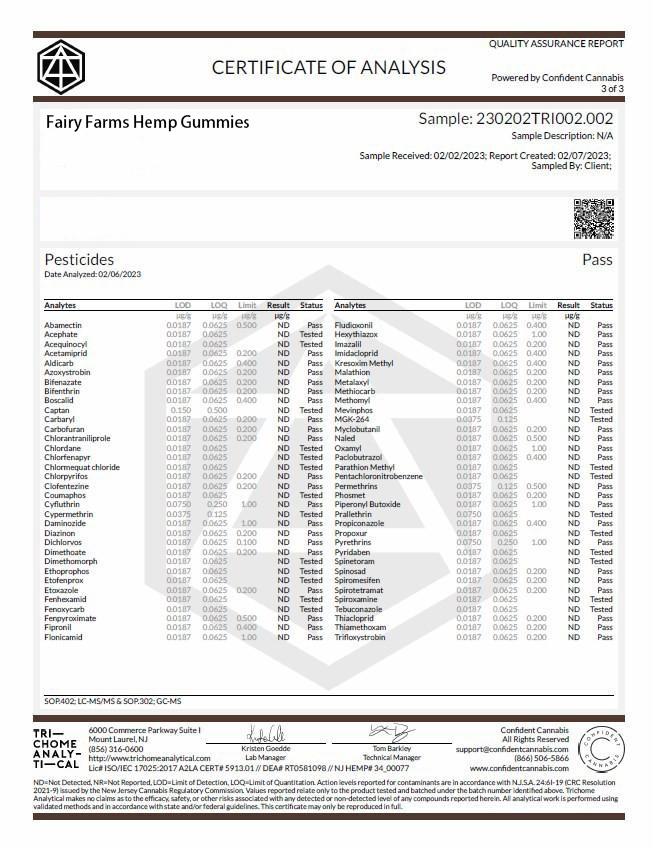 QUALITY ASSURANCE REPORT
CERTIFICATE OF ANALYSIS
Powered by Confident Cannabis
3 of 3
Fairy Farms Hemp Gummies
Sample: 230202TRI002.002
Sample Description: N/A
Sample Received: 02/02/2023; Report Created: 02/07/2023;
Sampled By: Client;
Pesticides Pass
Date Analyzed: 02/06/2023
Analytes LOD LOQ Limit Result Status Analytes LOD LOQ Limit Result Status
µg/g µg/g µg/g µg/g µg/g µg/g µg/g µg/g
Abamectin 0.0187 0.0625 0.500 ND Pass Fludioxonil 0.0187 0.0625 0.400 ND Pass
Acephate 0.0187 0.0625 ND Tested Hexythiazox 0.0187 0.0625 1.00 ND Pass
Acequinocyl 0.0187 0.0625 ND Tested Imazalil 0.0187 0.0625 0.200 ND Pass
Acetamiprid 0.0187 0.0625 0.200 ND Pass Imidacloprid 0.0187 0.0625 0.400 ND Pass
Aldicarb 0.0187 0.0625 0.400 ND Pass Kresoxim Methyl 0.0187 0.0625 0.400 ND Pass
Azoxystrobin 0.0187 0.0625 0.200 ND Pass Malathion 0.0187 0.0625 0.200 ND Pass
Bifenazate 0.0187 0.0625 0.200 ND Pass Metalaxyl 0.0187 0.0625 0.200 ND Pass
Bifenthrin 0.0187 0.0625 0.200 ND Pass Methiocarb 0.0187 0.0625 0.200 ND Pass
Boscalid 0.0187 0.0625 0.400 ND Pass Methomyl 0.0187 0.0625 0.400 ND Pass
Captan 0.150 0.500 ND Tested Mevinphos 0.0187 0.0625 ND Tested
Carbaryl 0.0187 0.0625 0.200 ND Pass MGK-264 0.0375 0.125 ND Tested
Carbofuran 0.0187 0.0625 0.200 ND Pass Myclobutanil 0.0187 0.0625 0.200 ND Pass
Chlorantraniliprole 0.0187 0.0625 0.200 ND Pass Naled 0.0187 0.0625 0.500 ND Pass
Chlordane 0.0187 0.0625 ND Tested Oxamyl 0.0187 0.0625 1.00 ND Pass
Chlorfenapyr 0.0187 0.0625 ND Tested Paclobutrazol 0.0187 0.0625 0.400 ND Pass
Chlormequat chloride 0.0187 0.0625 ND Tested Parathion Methyl 0.0187 0.0625 ND Tested
Chlorpyrifos 0.0187 0.0625 0.200 ND Pass Pentachloronitrobenzene 0.0187 0.0625 ND Tested
Clofentezine 0.0187 0.0625 0.200 ND Pass Permethrins 0.0375 0.125 0.500 ND Pass
Coumaphos 0.0187 0.0625 ND Tested Phosmet 0.0187 0.0625 0.200 ND Pass
Cyfluthrin 0.0750 0.250 1.00 ND Pass Piperonyl Butoxide 0.0187 0.0625 ND
Cypermethrin 0.0375 0.125 ND Tested Prallethrin 0.0750 0.0625 ND Tested
Daminozide 0.0187 0.0625 1.00 ND Pass Propiconazole 0.0187 0.0625 0.400 ND Pass
Diazinon 0.0187 0.0625 0.200 ND Pass Propoxur 0.0187 0.0625 ND Tested
Dichlorvos 0.0187 0.0625 0.100 ND Pass Pyrethrins 0.0750 0.250 1.00 ND Pass
Dimethoate 0.0187 0.0625 0.200 ND Pass Pyridaben 0.0187 0.0625 ND Tested
Dimethomorph 0.0187 0.0625 ND Tested Spinetoram 0.0187 0.0625 ND Tested
Ethoprophos 0.0187 0.0625 ND Tested Spinosad 0.0187 0.0625 0.200 ND Pass
Etofenprox 0.0187 0.0625 ND Tested Spiromesifen 0.0187 0.0625 0.200 ND Pass
Etoxazole 0.0187 0.0625 0.200 ND Pass Spirotetramat 0.0187 0.0625 0.200 ND Pass
Fenhexamid 0.0187 0.0625 ND Tested Spiroxamine 0.0187 0.0625 ND Tested
Fenoxycarb 0.0187 0.0625 ND Tested Tebuconazole 0.0187 0.0625 ND Tested
Fenpyroximate 0.0187 0.0625 0.500 ND Pass Thiacloprid 0.0187 0.0625 0.200 ND Pass
Fipronil 0.0187 0.0625 0.400 ND Pass Thiamethoxam 0.0187 0.0625 0.200 ND Pass
Flonicamid 0.0187 0.0625 1.00 ND Pass Trifloxystrobin 0.0187 0.0625 0.200 ND Pass
SOP.402; LC-MS/MS & SOP.302; GC-MS
TRI—
CHOME
ANALY—
TI—CAL
6000 Commerce Parkway Suite I
Mount Laurel, NJ
(856) 316-0600
http://www.trichomeanalytical.com
Lic# ISO/IEC 17025:2017 A2LA CERT# 5913.01 // DEA# RT0581098 // NJ HEMP# 34_00077
Kristen Goedde
Lab Manager
Tom Barkley
Technical Manager
Confident Cannabis
All Rights Reserved
support@confidentcannabis.com
(866) 506-5866
www.confidentcannabis.com
CONFIDENT CANNABIS
ND=Not Detected, NR=Not Reported, LOD=Limit of Detection, LOQ=Limit of Quantitation. Action levels reported for contaminants are in accordance with N.J.S.A. 24:6I-19 (CRC Resolution
2021-9) issued by the New Jersey Cannabis Regulatory Commission. Values reported relate only to the product tested and batched under the batch number identified above. Trichome
Analytical makes no claims as to the efficacy, safety, or other risks associated with any detected or non-detected level of any compounds reported herein. All analytical work is performed using
validated methods and in accordance with state and/or federal guidelines. This certificate may only be reproduced in full.